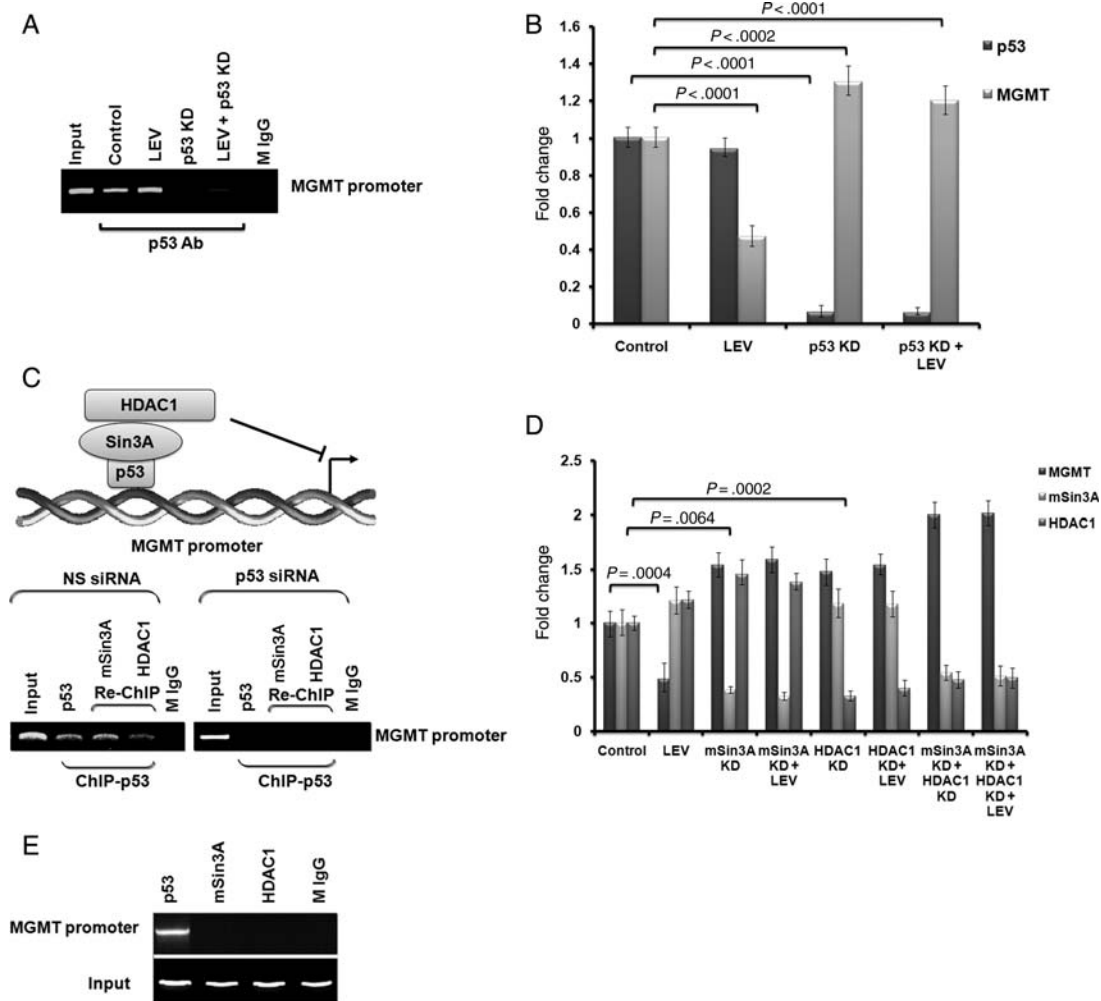 A
Input
Control
LEV
p53 KD
LEV + p53 KD
M IgG
MGMT promoter
p53 Ab
B
P < .0001
P < .0002
P < .0001
P < .0001
p53
MGMT
Fold change
1.6
1.4
1.2
1
0.8
0.6
0.4
0.2
0
Control
LEV
p53 KD
p53 KD +
LEV
C
HDAC1
Sin3A
p53
MGMT promoter
NS siRNA
p53 siRNA
Input
p53
mSin3A
HDAC1
Re-ChIP
M IgG
Input
p53
mSin3A
HDAC1
Re-ChIP
M IgG
MGMT promoter
ChIP-p53
ChIP-p53
D
P = .0002
P = .0064
P = .0004
MGMT
mSin3A
HDAC1
Fold change
2.5
2
1.5
1
0.5
0
Control
LEV
mSin3A
KD
mSin3A
KD +
LEV
HDAC1
KD
HDAC1
KD+
LEV
mSin3A
KD +
HDAC1
KD
mSin3A
KD +
HDAC1
KD +
LEV
E
p53
mSin3A
HDAC1
M IgG
MGMT promoter
Input